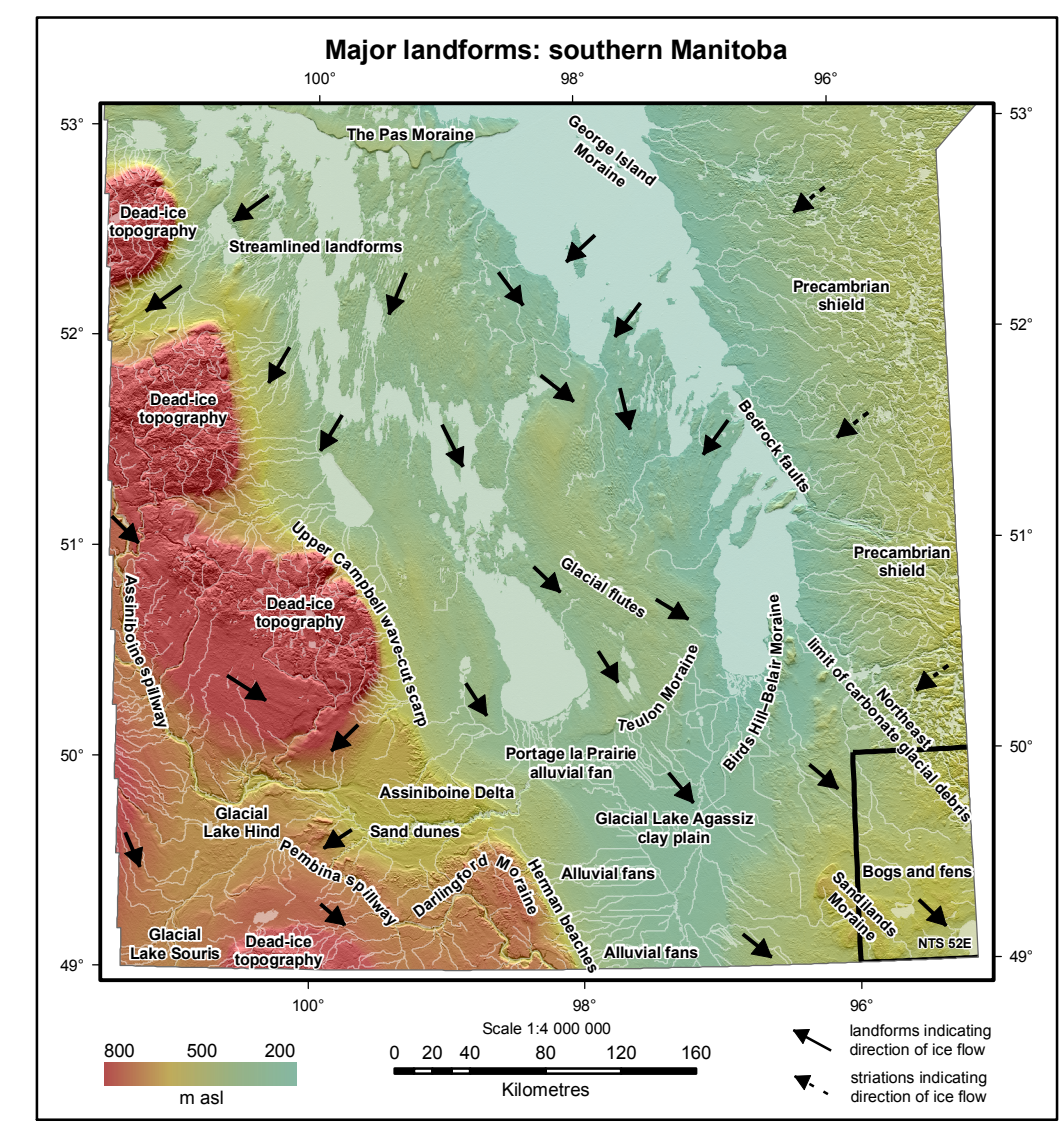 Major landforms: southern Manitoba
100°
98°
96°
53°
53°
The Pas Moraine
George Island
Moraine
Dead-ice
topography
Streamlined landforms
Precambrian
shield
52°
52°
Dead-ice
topography
Bedrock faults
51°
51°
Upper Campbell wave-cut scarp
Precambrian
shield
Glacial flutes
Assiniboine spillway
Dead-ice
topography
Birds Hill–Belair Moraine
Teulon Moraine
limit of carbonate glacial debris
Northeast
50°
50°
Portage la Prairie
alluvial fan
Assiniboine Delta
Glacial
Lake Hind
Sand dunes
Glacial Lake Agassiz
clay plain
Pembina spillway
Darlingford
Moraine
Herman beaches
Alluvial fans
Bogs and fens
Sandilands
Moraine
Glacial
Lake Souris
Dead-ice
topography
Alluvial fans
NTS 52E
49°
49°
100°
98°
96°
Scale 1:4 000 000
800 500 200
m asl
0 20 40 80 120 160
Kilometres
landforms indicating
direction of ice flow
striations indicating
direction of ice flow